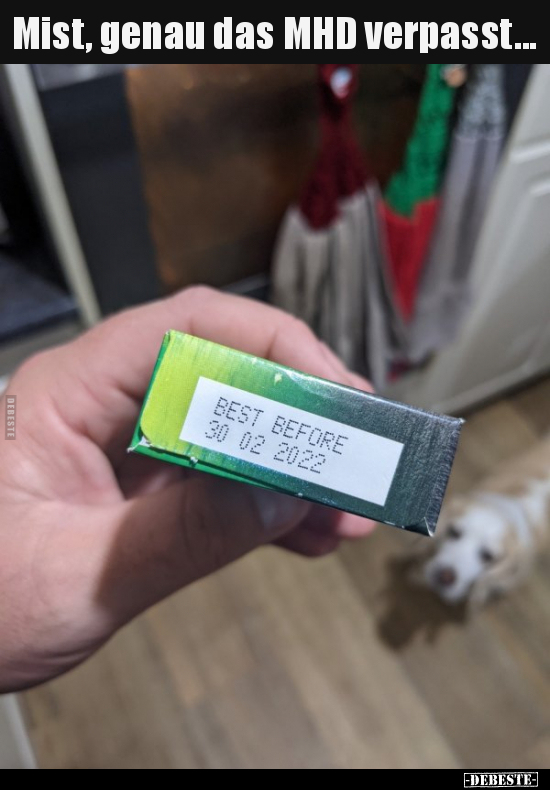 Mist, genau das MHD verpasst...
BEST BEFORE
30 02 2022
DEBESTE
-DEBESTE-